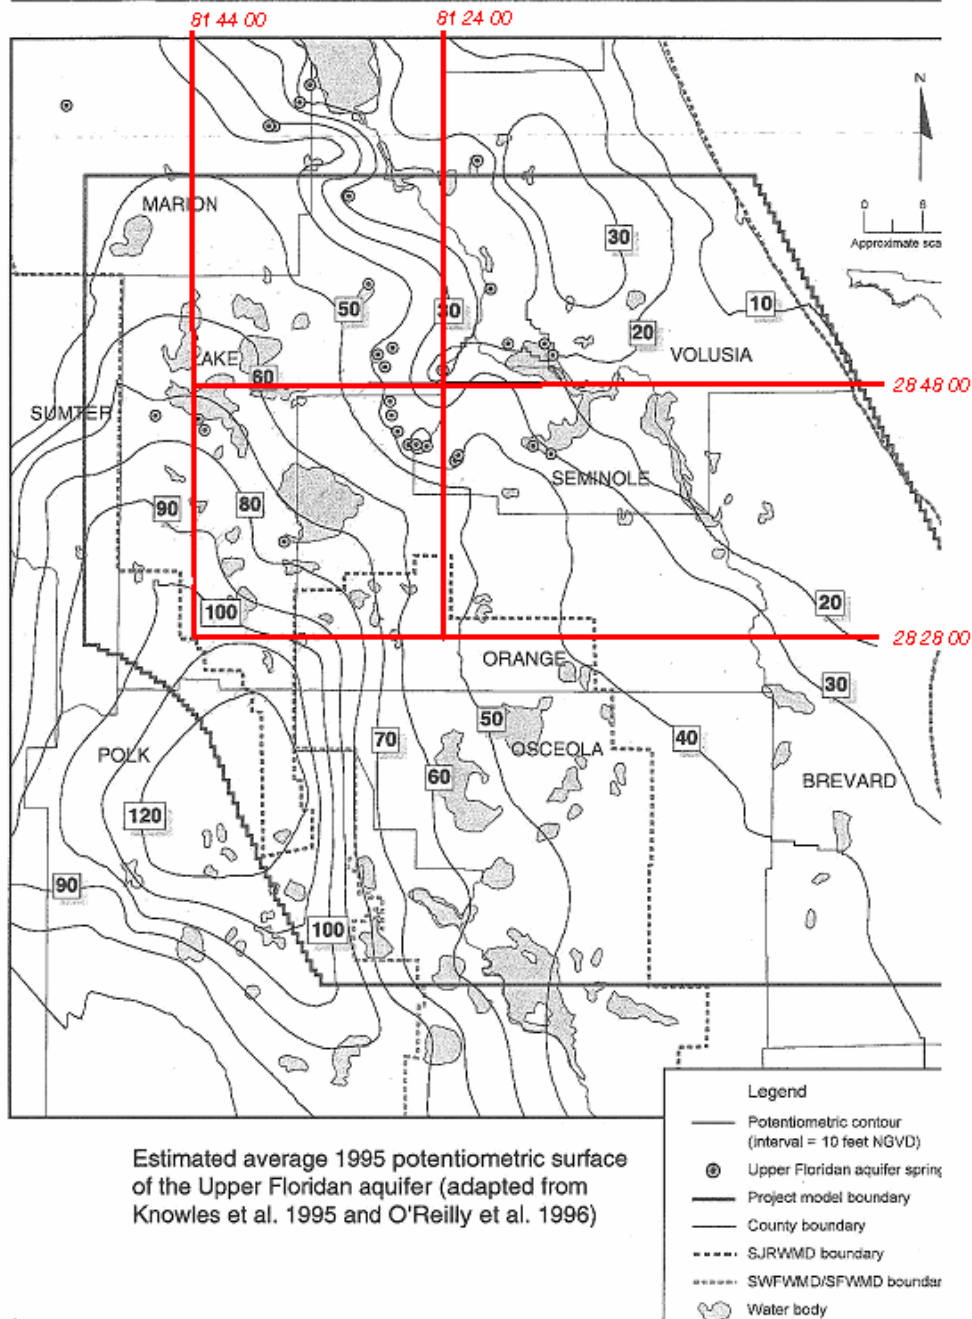 81 44 00
81 24 00
N
MARION
0
6
Approximate sca
30
50
30
10
20
VOLUSIA
LAKE
60
28 48 00
SUMTER
SEMINOLE
90
80
20
100
28 28 00
ORANGE
30
50
40
70
POLK
OSCEOLA
60
BREVARD
120
90
100
Legend
Potentiometric contour
(interval = 10 feet NGVD)
Upper Floridan aquifer spring
Project model boundary
County boundary
SJRWMD boundary
SWFWMD/SFWMD boundar
Water body
Estimated average 1995 potentiometric surface
of the Upper Floridan aquifer (adapted from
Knowles et al. 1995 and O'Reilly et al. 1996)